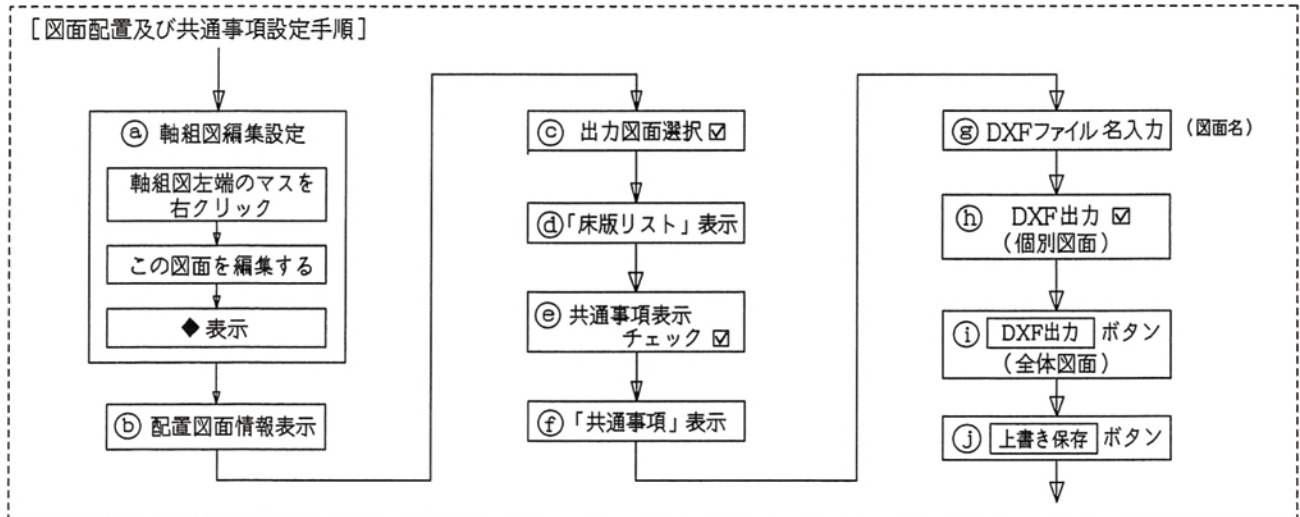 [図面配置及び共通事項設定手順]
ⓐ 軸組図編集設定
軸組図左端のマスを
右クリック
この図面を編集する
◆表示
ⓑ 配置図面情報表示
ⓒ 出力図面選択 ☑
ⓓ「床版リスト」表示
ⓔ 共通事項表示
チェック ☑
ⓕ「共通事項」表示
ⓖ DXFファイル名入力 (図面名)
ⓗ DXF出力 ☑
(個別図面)
ⓘ DXF出力 ボタン
(全体図面)
ⓙ 上書き保存 ボタン